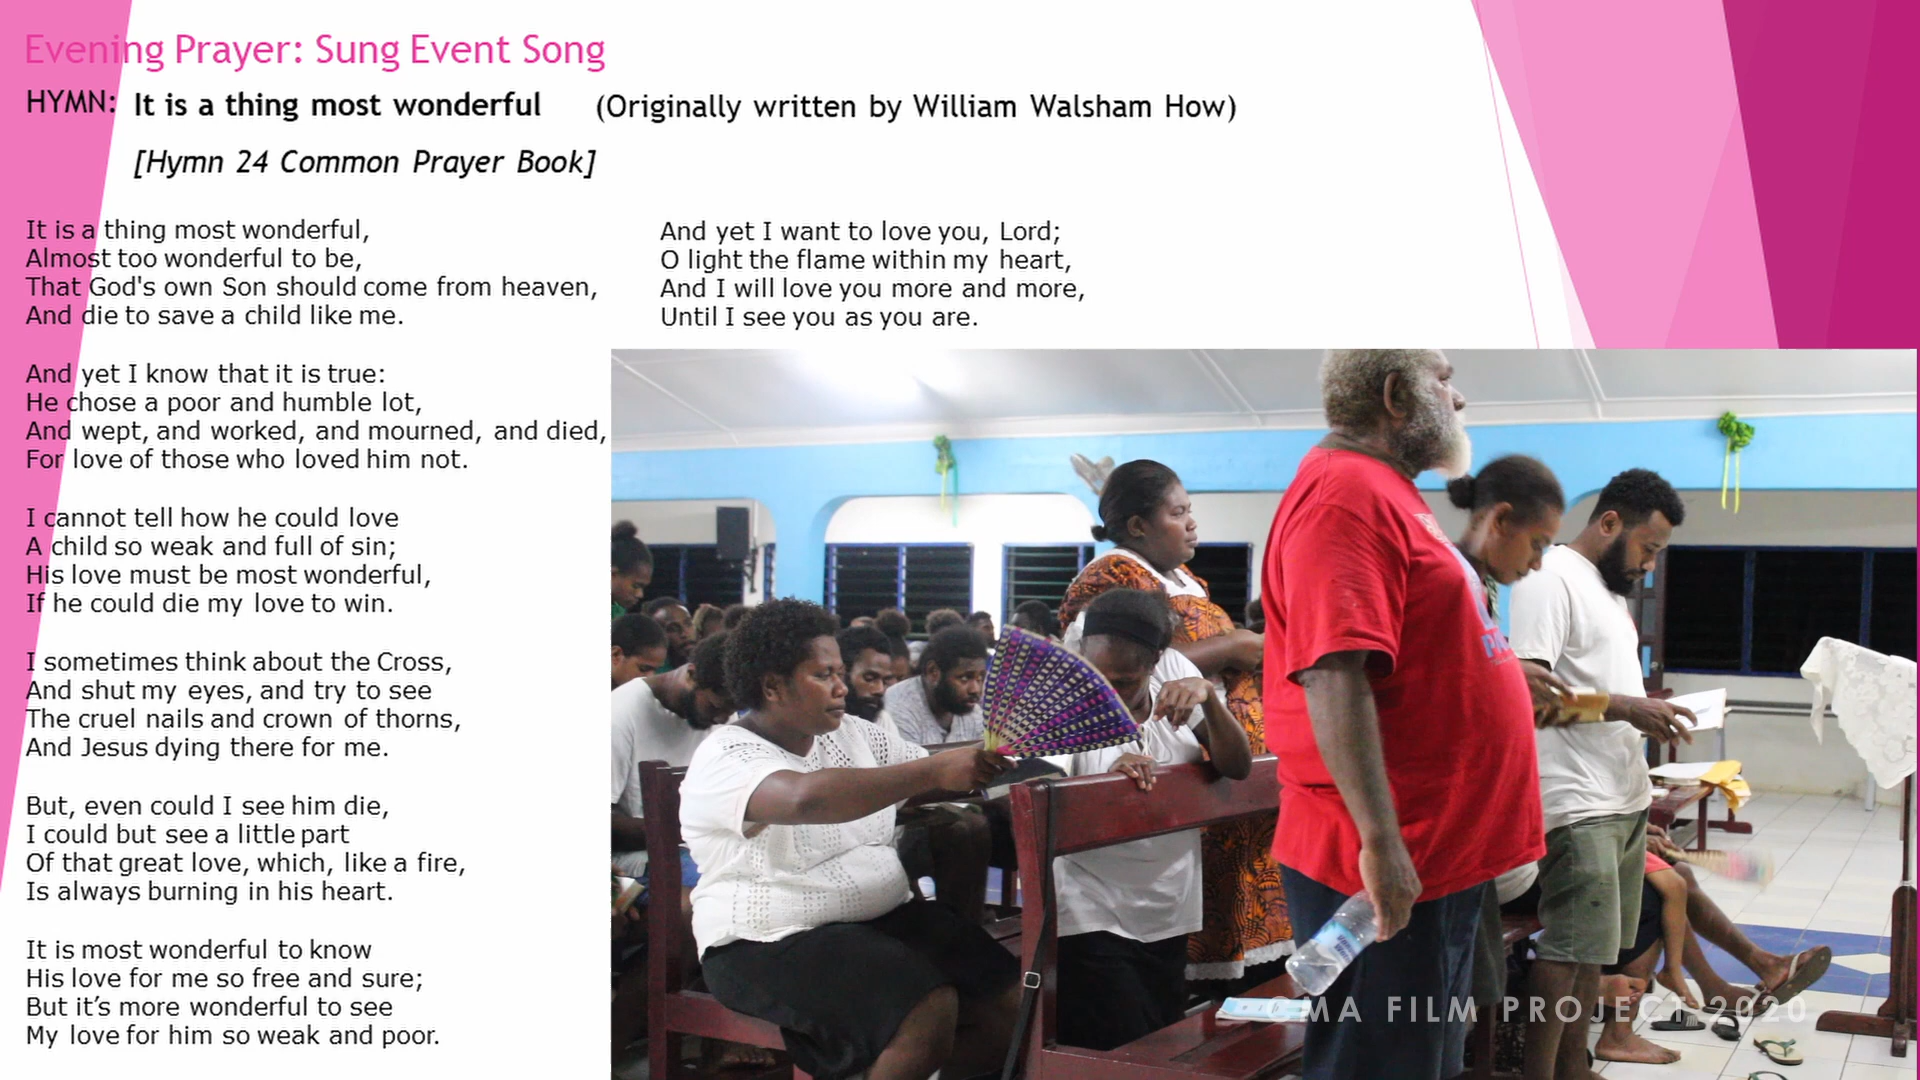 Evening Prayer: Sung Event Song
HYMN: It is a thing most wonderful (Originally written by William Walsham How)
[Hymn 24 Common Prayer Book]
It is a thing most wonderful,
Almost too wonderful to be,
That God's own Son should come from heaven,
And die to save a child like me.
And yet I know that it is true:
He chose a poor and humble lot,
And wept, and worked, and mourned, and died,
For love of those who loved him not.
I cannot tell how he could love
A child so weak and full of sin;
His love must be most wonderful,
If he could die my love to win.
I sometimes think about the Cross,
And shut my eyes, and try to see
The cruel nails and crown of thorns,
And Jesus dying there for me.
But, even could I see him die,
I could but see a little part
Of that great love, which, like a fire,
Is always burning in his heart.
It is most wonderful to know
His love for me so free and sure;
But it’s more wonderful to see
My love for him so weak and poor.
And yet I want to love you, Lord;
O light the flame within my heart,
And I will love you more and more,
Until I see you as you are.
©MA FILM PROJECT 2020